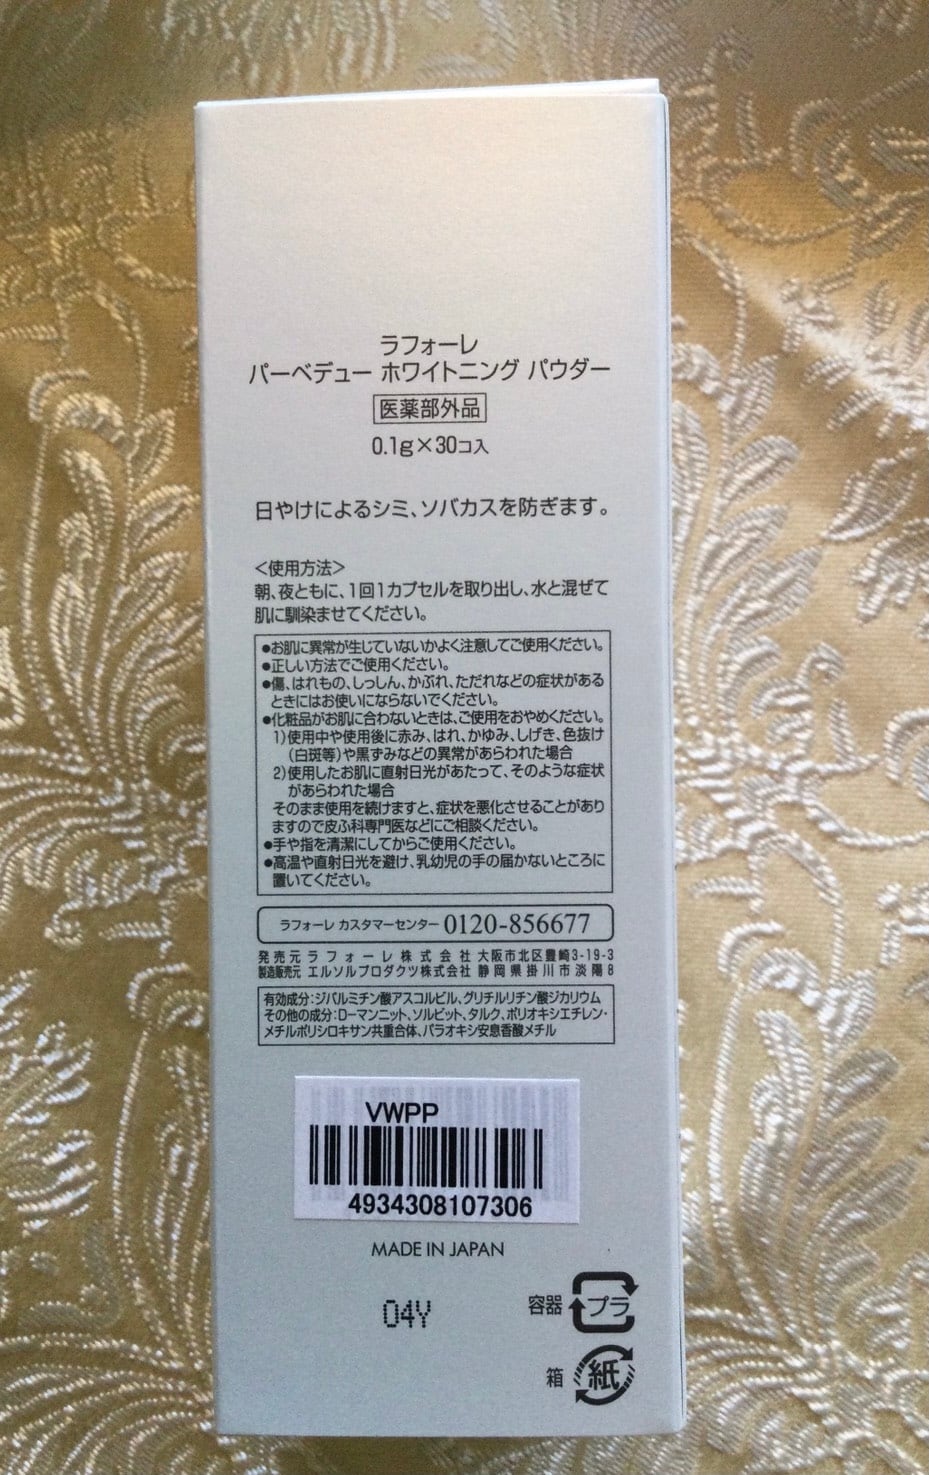 ラフォーレ
パーベデュー ホワイトニング パウダー
医薬部外品
0.1g×30コ入
日やけによるシミ、ソバカスを防ぎます。
<使用方法>
朝、夜ともに、1回1カプセルを取り出し、水と混ぜて
肌に馴染ませてください。
●お肌に異常が生じていないかよく注意してご使用ください。
●正しい方法でご使用ください。
●傷、はれもの、しっしん、かぶれ、ただれなどの症状がある
ときにはお使いにならないでください。
●化粧品がお肌に合わないときは、ご使用をおやめください。
1)使用中や使用後に赤み、はれ、かゆみ、しげき、色抜け
(白斑等)や黒ずみなどの異常があらわれた場合
2)使用したお肌に直射日光があたって、そのような症状
があらわれた場合
そのまま使用を続けますと、症状を悪化させることがあり
ますので皮ふ科専門医などにご相談ください。
●手や指を清潔にしてからご使用ください。
●高温や直射日光を避け、乳幼児の手の届かないところに
置いてください。
ラフォーレ カスタマーセンター 0120-856677
発売元 ラフォーレ株式会社 大阪市北区豊崎3-19-3
製造販売元 エルソルプロダクツ株式会社 静岡県掛川市淡陽8
有効成分:ジパルミチン酸アスコルビル、グリチルリチン酸ジカリウム
その他の成分:D-マンニット、ソルビット、タルク、ポリオキシエチレン・
メチルポリシロキサン共重合体、パラオキシ安息香酸メチル
VWPP
4934308107306
MADE IN JAPAN
04Y
容器 プラ
箱 紙